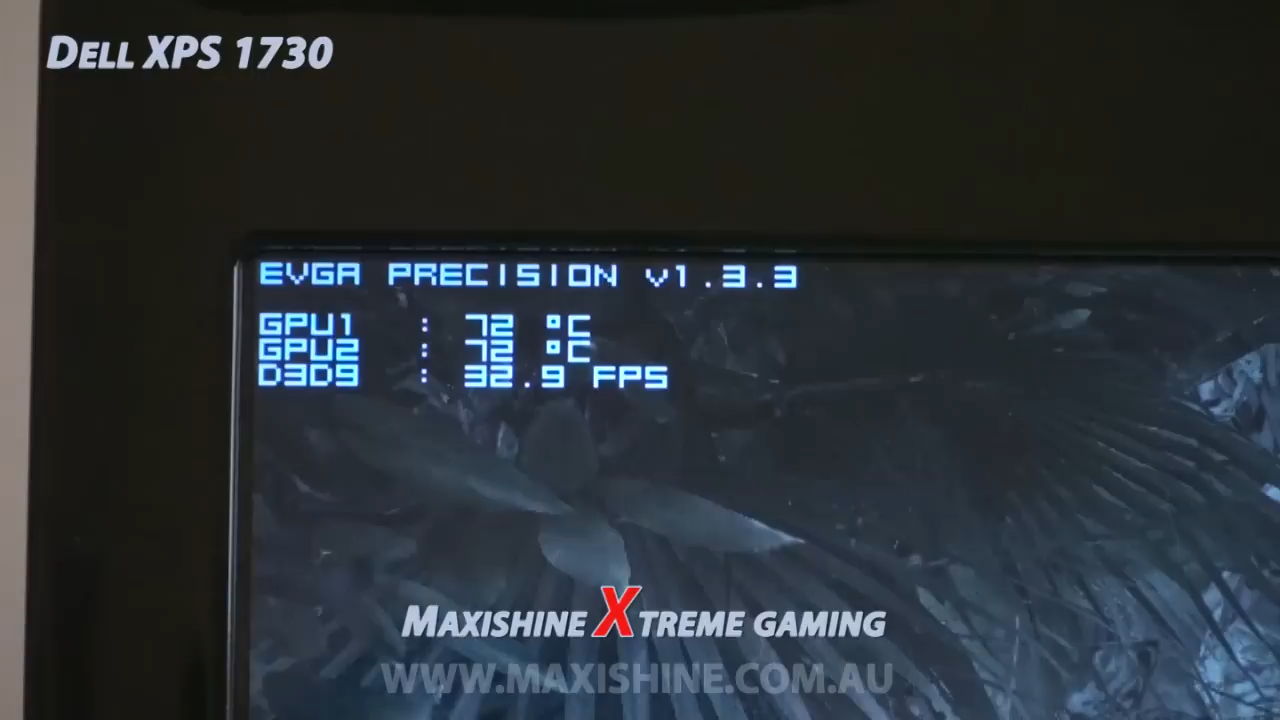 DELL XPS 1730
EVGA PRECISION v1.3.3
GPU1 : 72 °C
GPU2 : 72 °C
D3D9 : 32.9 FPS
MAXISHINE XTREME GAMING
WWW.MAXISHINE.COM.AU